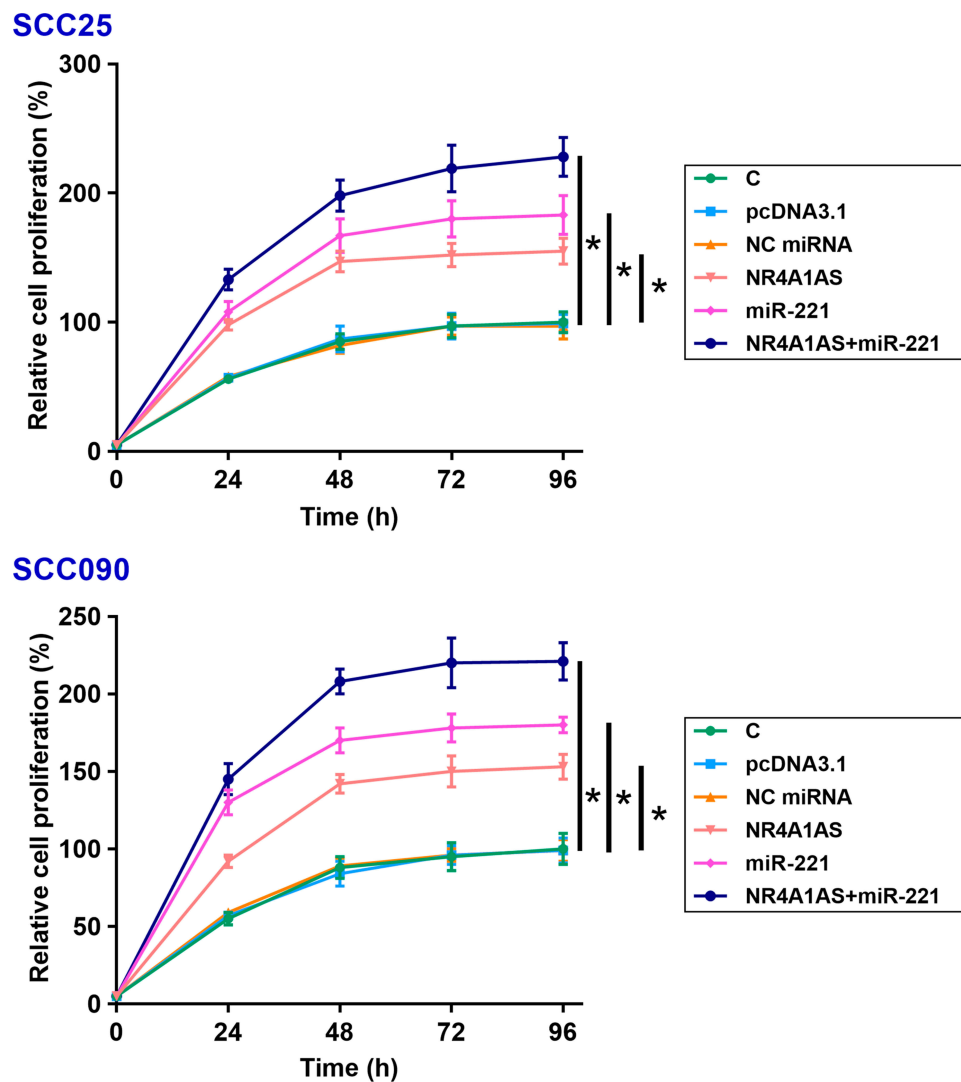 SCC25
300
200
100
0
Relative cell proliferation (%)
0 24 48 72 96
Time (h)
* * *
C
pcDNA3.1
NC miRNA
NR4A1AS
miR-221
NR4A1AS+miR-221
SCC090
250
200
150
100
50
0
Relative cell proliferation (%)
0 24 48 72 96
Time (h)
* * *
C
pcDNA3.1
NC miRNA
NR4A1AS
miR-221
NR4A1AS+miR-221